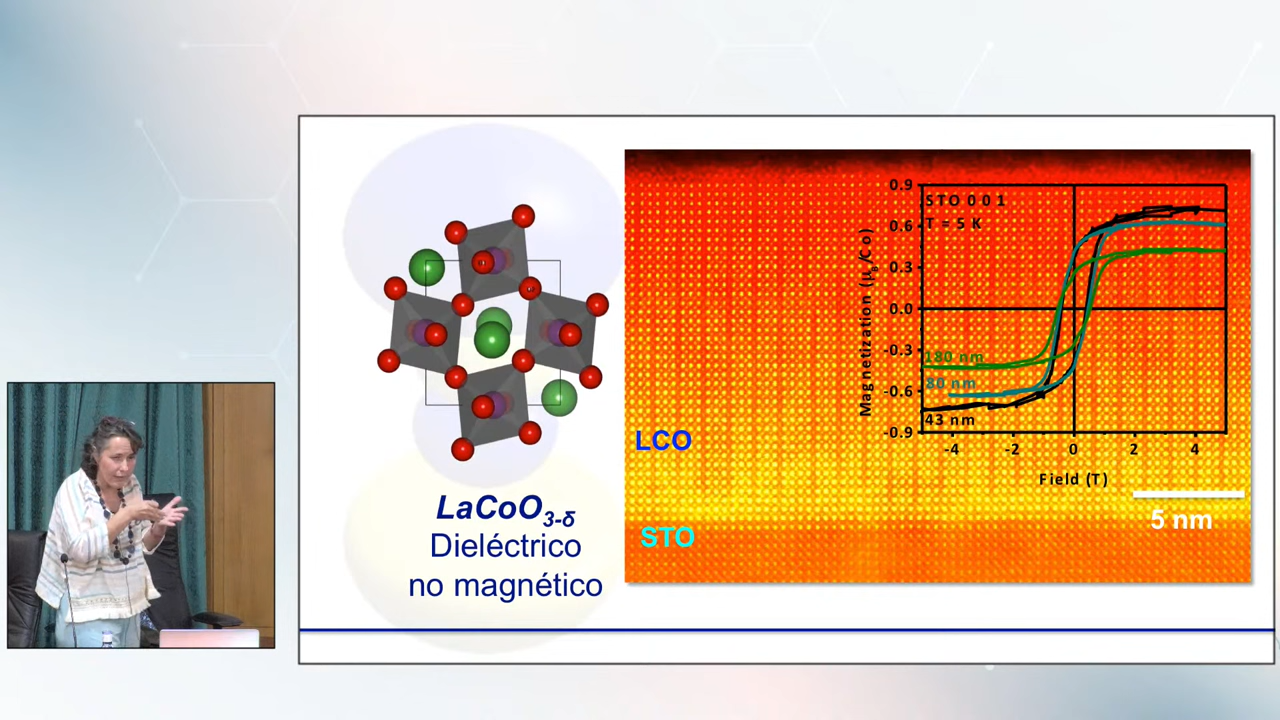 LaCoO3-δ
Dieléctrico
no magnético
LCO
STO
5 nm
STO 0 0 1
T = 5 K
180 nm
80 nm
43 nm
Magnetization (μB/Co)
0.9
0.6
0.3
0.0
-0.3
-0.6
-0.9
-4 -2 0 2 4
Field (T)